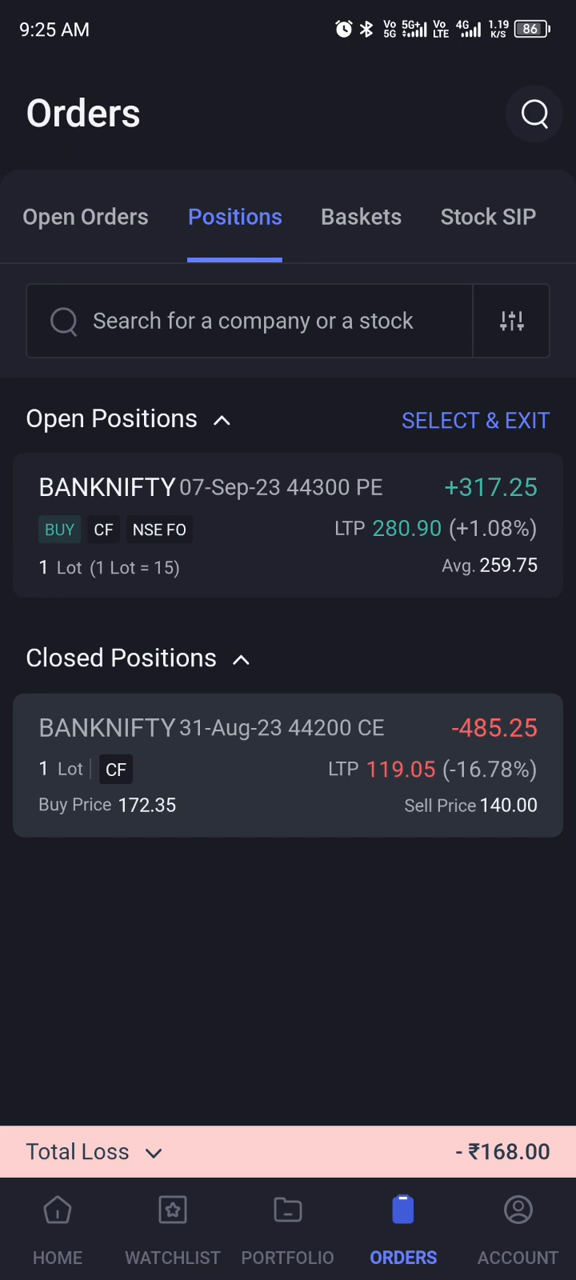 9:25 AM Vo 5G 5G+ Vo LTE 4G 1.19 K/S 86
Orders
Open Orders Positions Baskets Stock SIP
Search for a company or a stock
Open Positions SELECT & EXIT
BANKNIFTY 07-Sep-23 44300 PE +317.25
BUY CF NSE FO LTP 280.90 (+1.08%)
1 Lot (1 Lot = 15) Avg. 259.75
Closed Positions
BANKNIFTY 31-Aug-23 44200 CE -485.25
1 Lot CF LTP 119.05 (-16.78%)
Buy Price 172.35 Sell Price 140.00
Total Loss - ₹168.00
HOME WATCHLIST PORTFOLIO ORDERS ACCOUNT